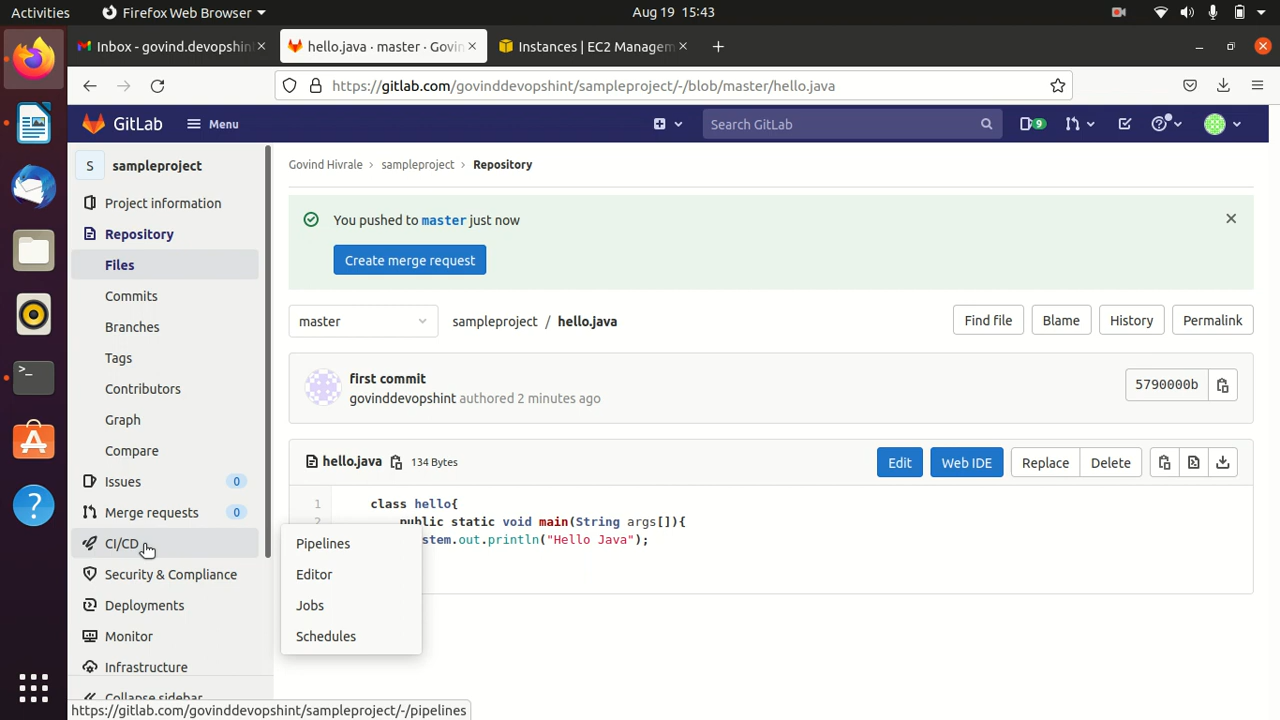 Activities
Firefox Web Browser
Aug 19 15:43
Inbox - govind.devopshin
hello.java · master · Govin
Instances | EC2 Managem
https://gitlab.com/govinddevopshint/sampleproject/-/blob/master/hello.java
GitLab
Menu
Search GitLab
9
S
sampleproject
Project information
Repository
Files
Commits
Branches
Tags
Contributors
Graph
Compare
Issues 0
Merge requests 0
CI/CD
Security & Compliance
Deployments
Monitor
Infrastructure
Collapse sidebar
Pipelines
Editor
Jobs
Schedules
Govind Hivrale › sampleproject › Repository
You pushed to master just now
Create merge request
master
sampleproject / hello.java
Find file
Blame
History
Permalink
first commit
govinddevopshint authored 2 minutes ago
5790000b
hello.java 134 Bytes
Edit
Web IDE
Replace
Delete
1 class hello{
2 public static void main(String args[]){
stem.out.println("Hello Java");
https://gitlab.com/govinddevopshint/sampleproject/-/pipelines